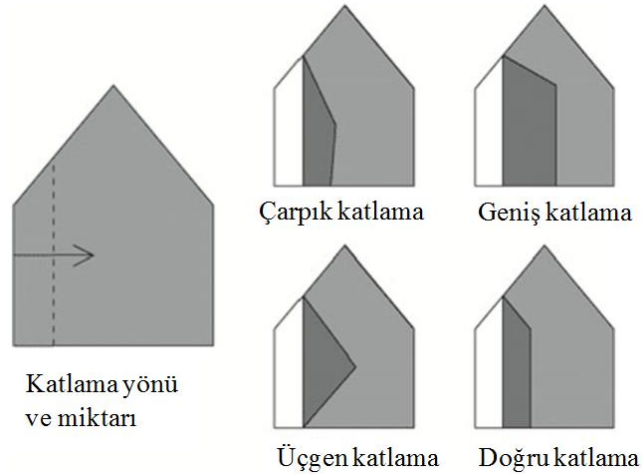 Çarpık katlama
Geniş katlama
Katlama yönü
ve miktarı
Üçgen katlama
Doğru katlama